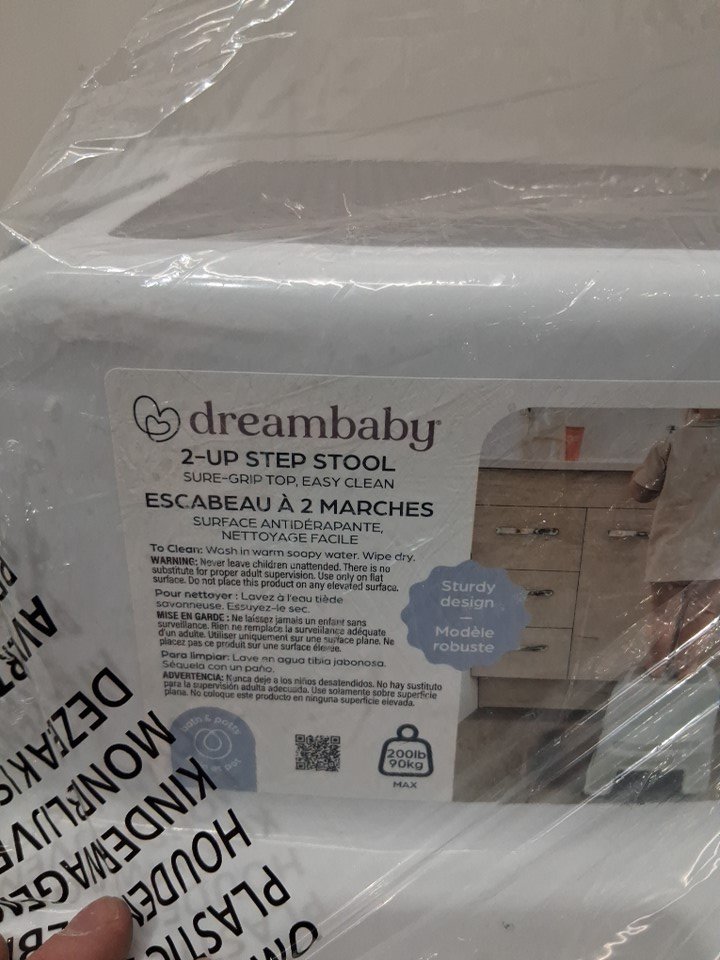 dreambaby
2-UP STEP STOOL
SURE-GRIP TOP, EASY CLEAN
ESCABEAU À 2 MARCHES
SURFACE ANTIDÉRAPANTE,
NETTOYAGE FACILE
To Clean: Wash in warm soapy water. Wipe dry.
WARNING: Never leave children unattended. There is no
substitute for proper adult supervision. Use only on flat
surface. Do not place this product on any elevated surface.
Pour nettoyer : Lavez à l'eau tiède
savonneuse. Essuyez-le sec.
MISE EN GARDE : Ne laissez jamais un enfant sans
surveillance. Rien ne remplace la surveillance adéquate
d'un adulte. Utiliser uniquement sur une surface plane. Ne
placez pas ce produit sur une surface élevée.
Para limpiar: Lave en agua tibia jabonosa.
Séquela con un paño.
ADVERTENCIA: Nunca deje a los niños desatendidos. No hay sustituto
para la supervisión adulta adecuada. Use solamente sobre superficie
plana. No coloque este producto en ninguna superficie elevada.
Sturdy
design
Modèle
robuste
bath & potty
et pot
200lb
90kg
MAX
DEZE
KINDERWAGENS
HOUDEN
PLASTIC